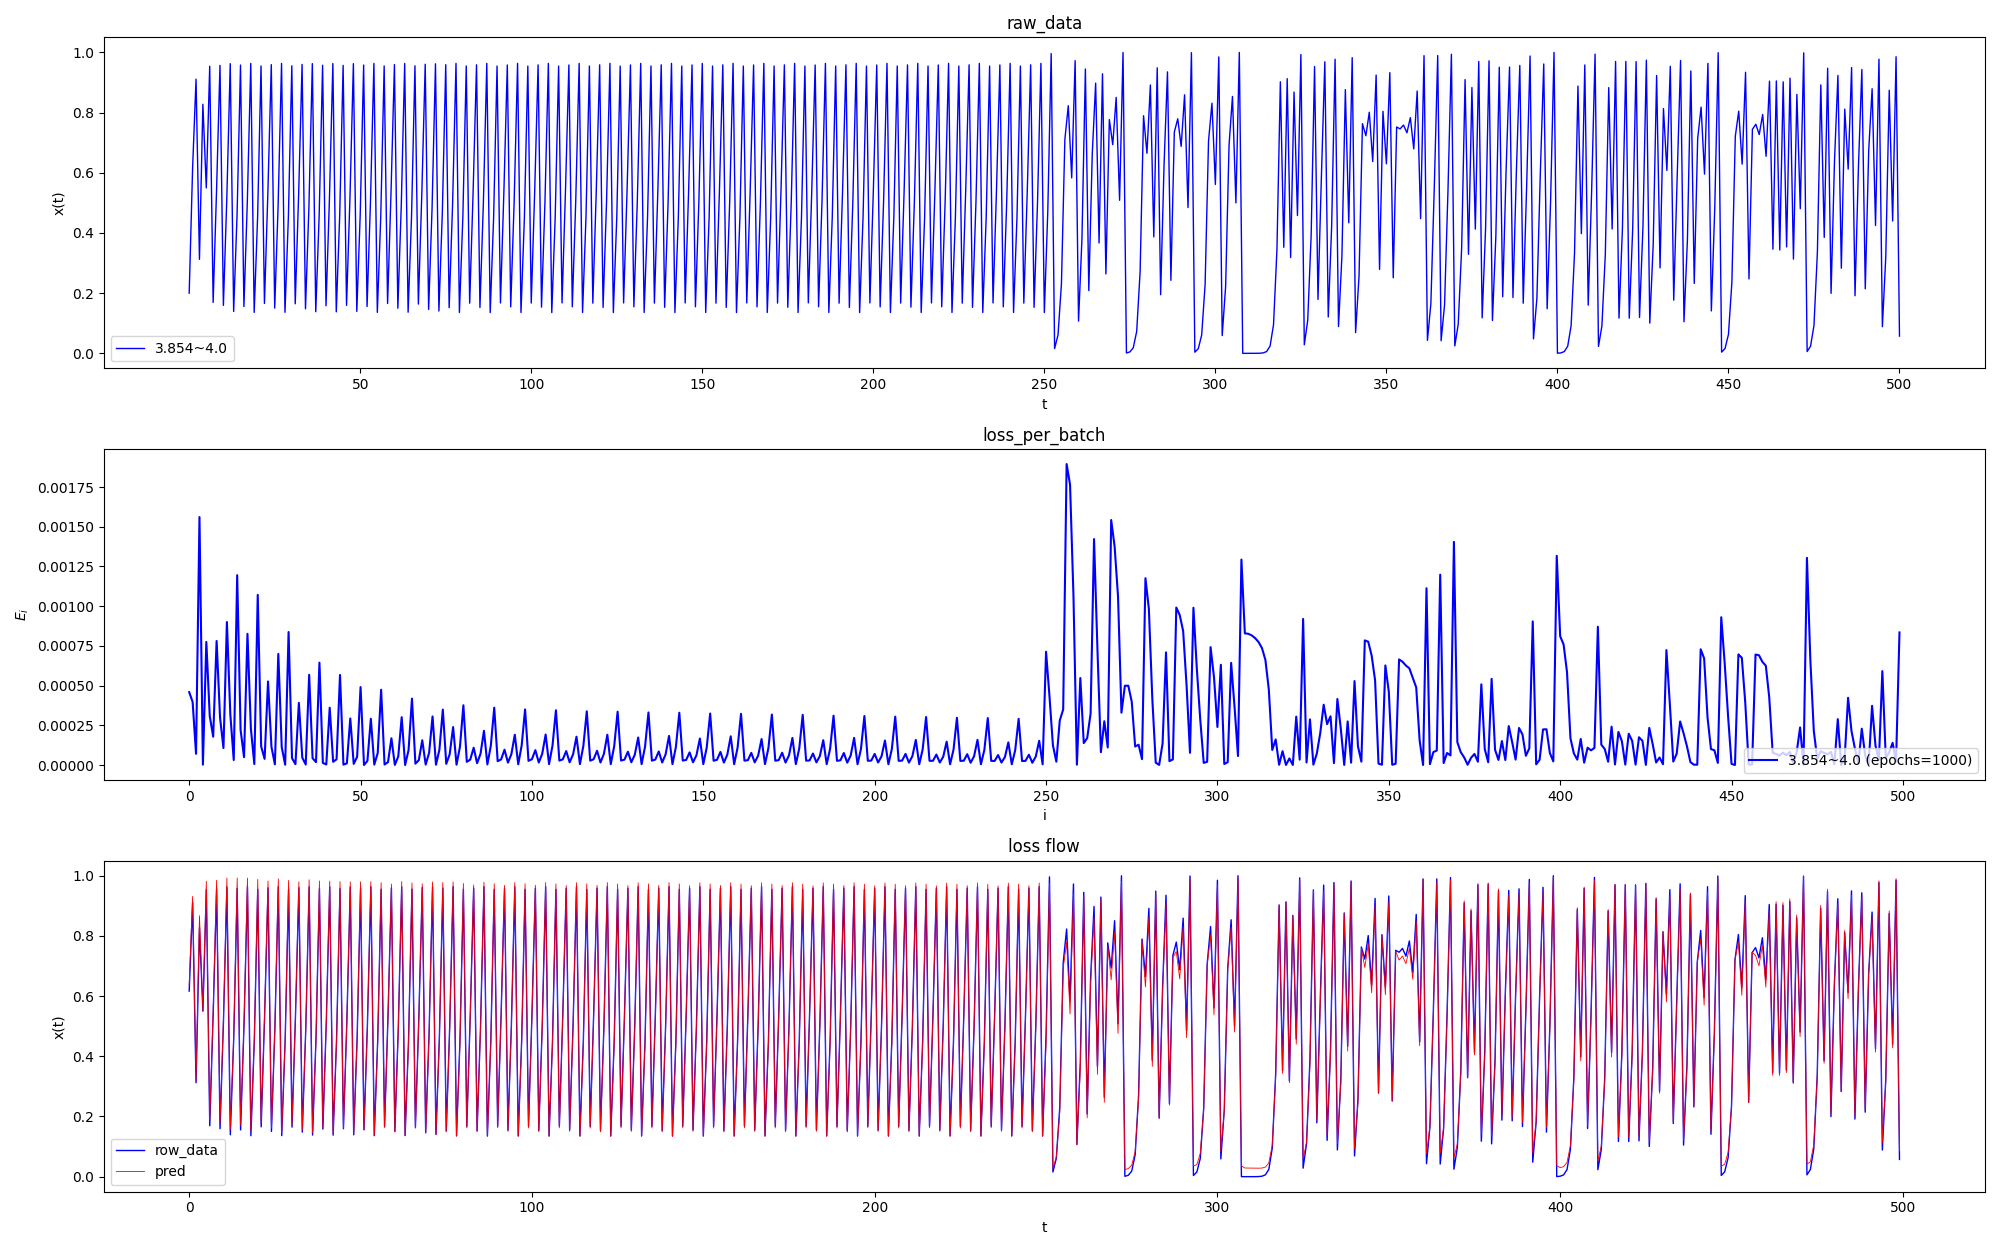 raw_data
1.0
0.8
0.6
0.4
0.2
0.0
x(t)
3.854~4.0
50 100 150 200 250 300 350 400 450 500
t
loss_per_batch
0.00175
0.00150
0.00125
0.00100
0.00075
0.00050
0.00025
0.00000
E_i
3.854~4.0 (epochs=1000)
0 50 100 150 200 250 300 350 400 450 500
i
loss flow
1.0
0.8
0.6
0.4
0.2
0.0
x(t)
row_data
pred
0 100 200 300 400 500
t